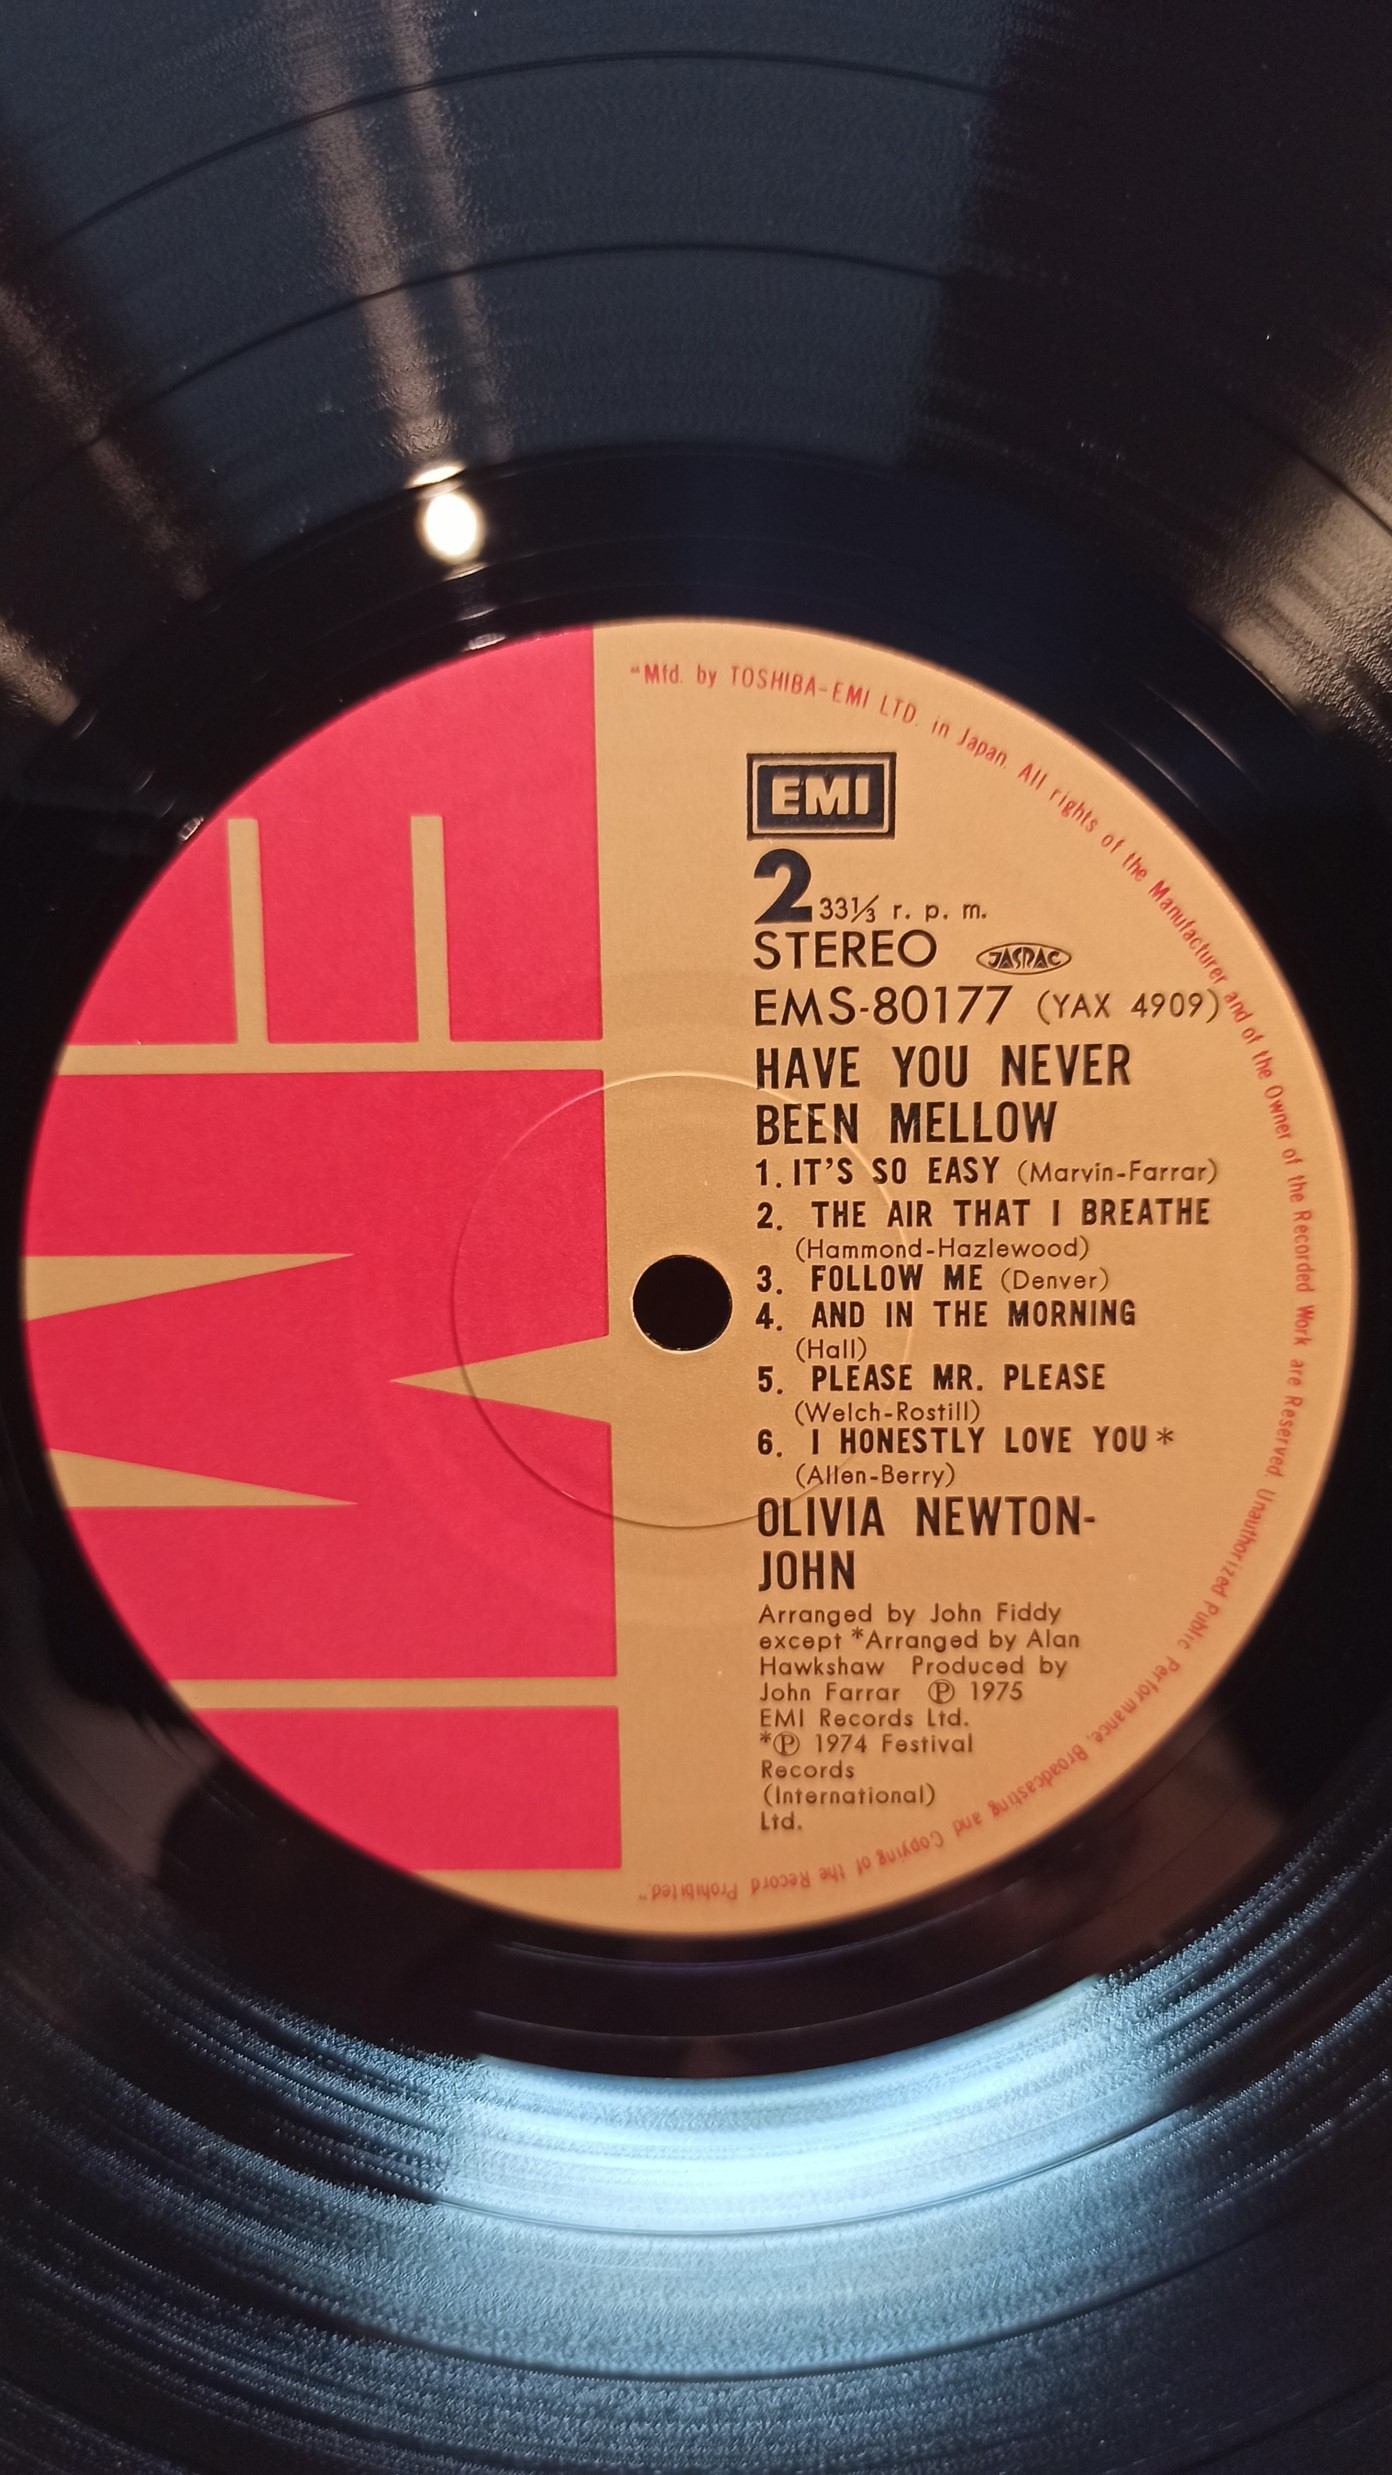 "Mfd. by TOSHIBA-EMI LTD. in Japan. All rights of the Manufacturer and of the Owner of the Recorded Work are Reserved. Unauthorized Public Performance, Broadcasting and Copying of the Record Prohibited."
EMI
2 33⅓ r. p. m.
STEREO JASRAC
EMS-80177 (YAX 4909)
HAVE YOU NEVER
BEEN MELLOW
1. IT'S SO EASY (Marvin-Farrar)
2. THE AIR THAT I BREATHE
(Hammond-Hazlewood)
3. FOLLOW ME (Denver)
4. AND IN THE MORNING
(Hall)
5. PLEASE MR. PLEASE
(Welch-Rostill)
6. I HONESTLY LOVE YOU*
(Allen-Berry)
OLIVIA NEWTON-
JOHN
Arranged by John Fiddy
except *Arranged by Alan
Hawkshaw Produced by
John Farrar Ⓟ 1975
EMI Records Ltd.
*Ⓟ 1974 Festival
Records
(International)
Ltd.
EMI